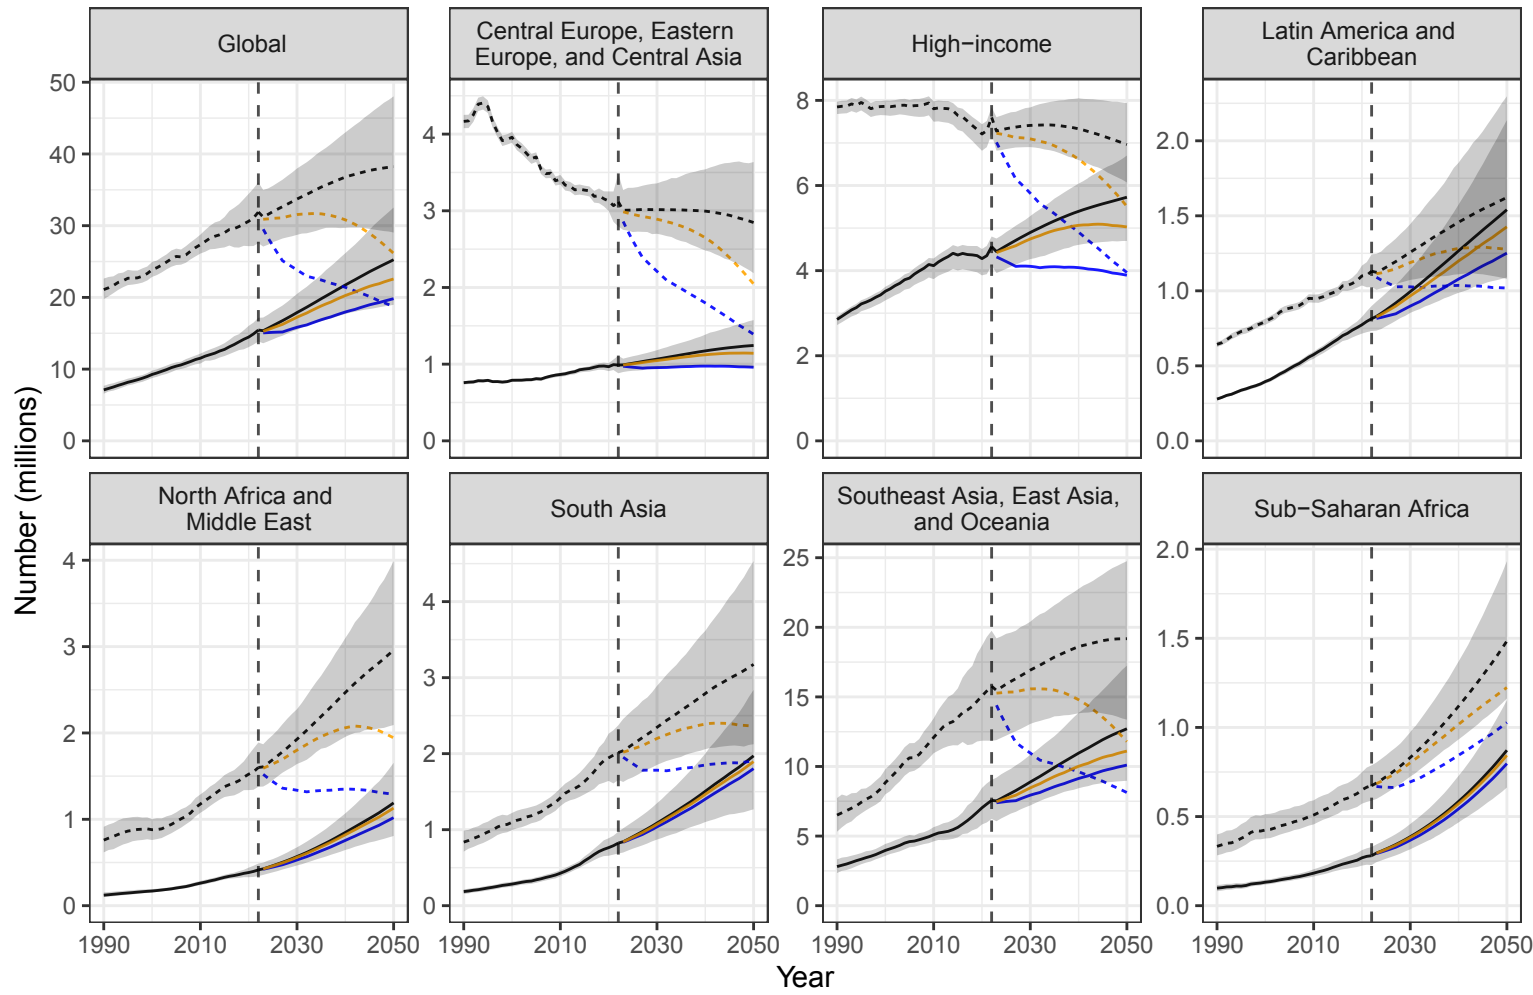 Global
Central Europe, Eastern
Europe, and Central Asia
High−income
Latin America and
Caribbean
50
40
30
20
10
0
4
3
2
1
0
8
6
4
2
0
2.0
1.5
1.0
0.5
0.0
Number (millions)
North Africa and
Middle East
South Asia
Southeast Asia, East Asia,
and Oceania
Sub−Saharan Africa
4
3
2
1
0
4
3
2
1
0
25
20
15
10
5
0
2.0
1.5
1.0
0.5
0.0
1990 2010 2030 2050
1990 2010 2030 2050
1990 2010 2030 2050
1990 2010 2030 2050
Year